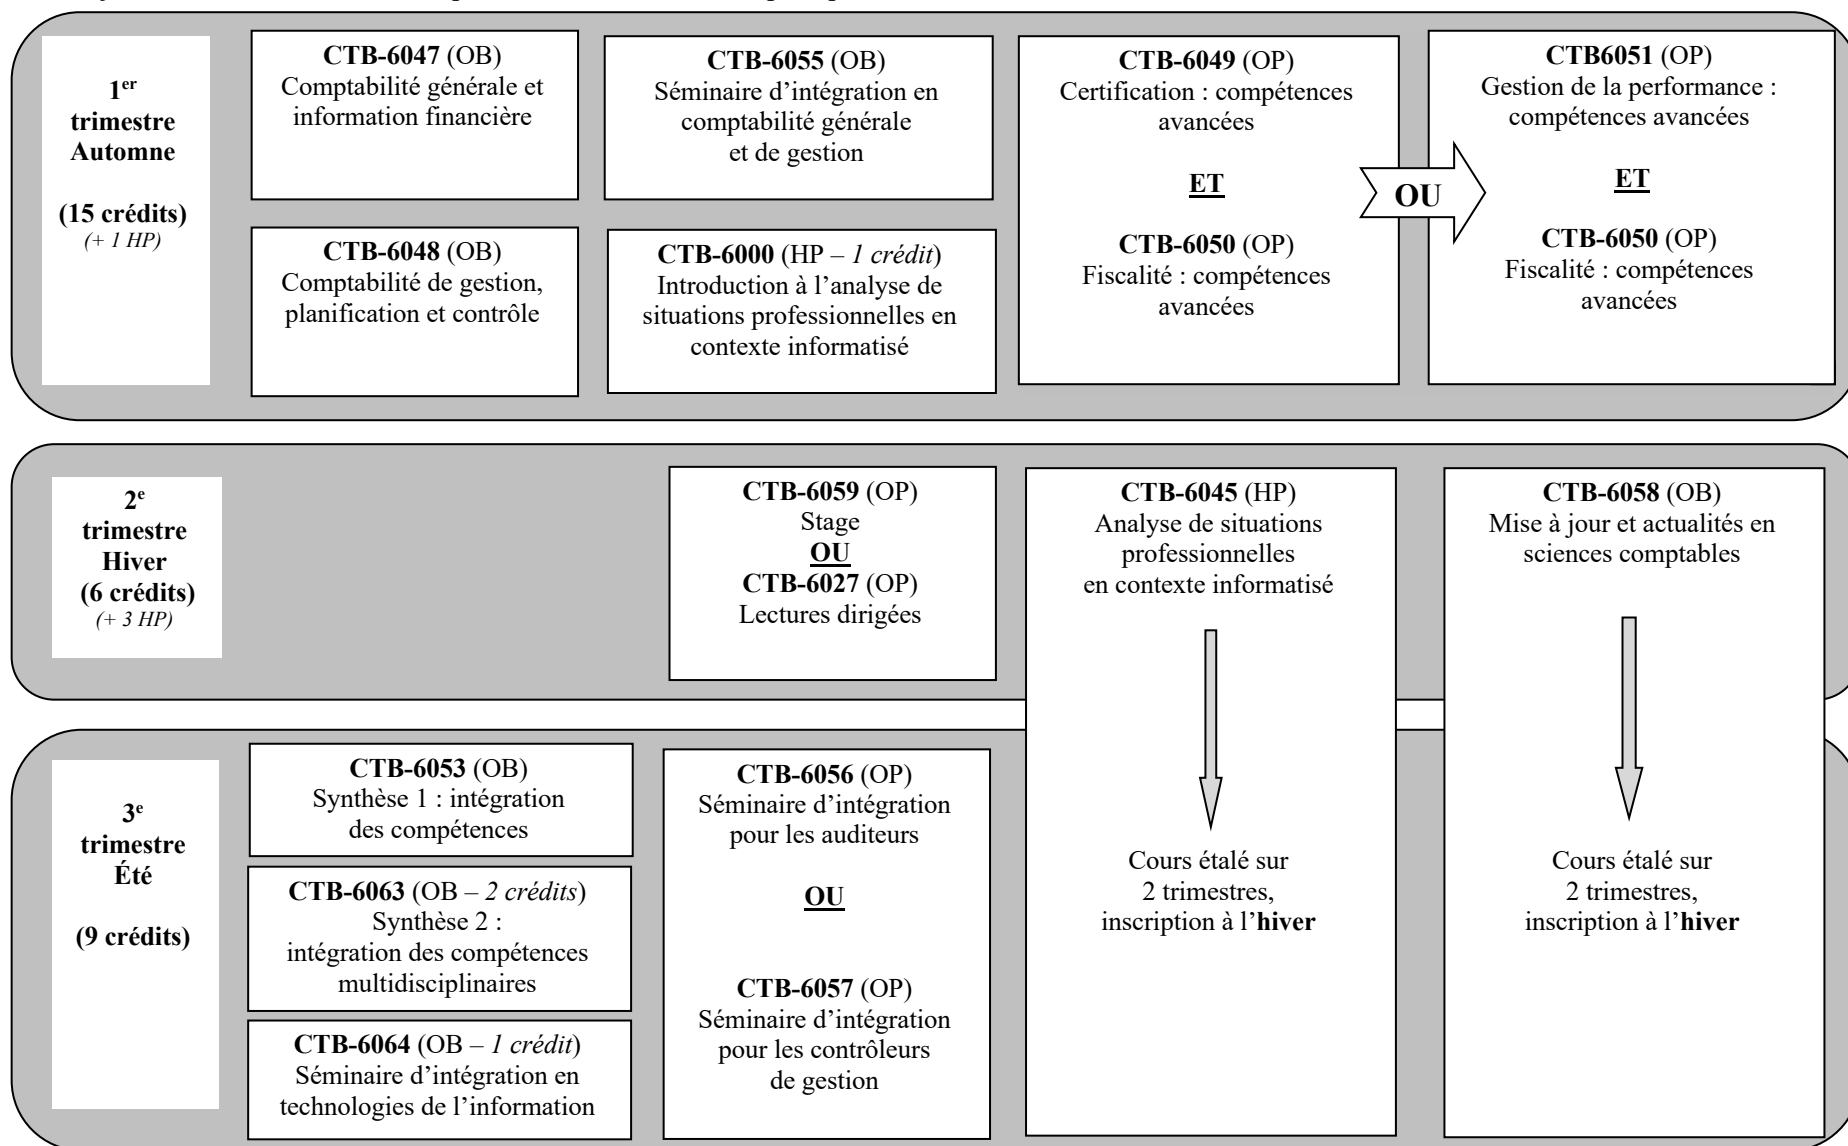 1er
trimestre
Automne
(15 crédits)
(+ 1 HP)
CTB-6047 (OB)
Comptabilité générale et
information financière
CTB-6048 (OB)
Comptabilité de gestion,
planification et contrôle
CTB-6055 (OB)
Séminaire d’intégration en
comptabilité générale
et de gestion
CTB-6000 (HP – 1 crédit)
Introduction à l’analyse de
situations professionnelles en
contexte informatisé
CTB-6049 (OP)
Certification : compétences
avancées
ET
CTB-6050 (OP)
Fiscalité : compétences
avancées
OU
CTB6051 (OP)
Gestion de la performance :
compétences avancées
ET
CTB-6050 (OP)
Fiscalité : compétences
avancées
2e
trimestre
Hiver
(6 crédits)
(+ 3 HP)
CTB-6059 (OP)
Stage
OU
CTB-6027 (OP)
Lectures dirigées
CTB-6045 (HP)
Analyse de situations
professionnelles
en contexte informatisé
Cours étalé sur
2 trimestres,
inscription à l’hiver
CTB-6058 (OB)
Mise à jour et actualités en
sciences comptables
Cours étalé sur
2 trimestres,
inscription à l’hiver
3e
trimestre
Été
(9 crédits)
CTB-6053 (OB)
Synthèse 1 : intégration
des compétences
CTB-6063 (OB – 2 crédits)
Synthèse 2 :
intégration des compétences
multidisciplinaires
CTB-6064 (OB – 1 crédit)
Séminaire d’intégration en
technologies de l’information
CTB-6056 (OP)
Séminaire d’intégration
pour les auditeurs
OU
CTB-6057 (OP)
Séminaire d’intégration
pour les contrôleurs
de gestion